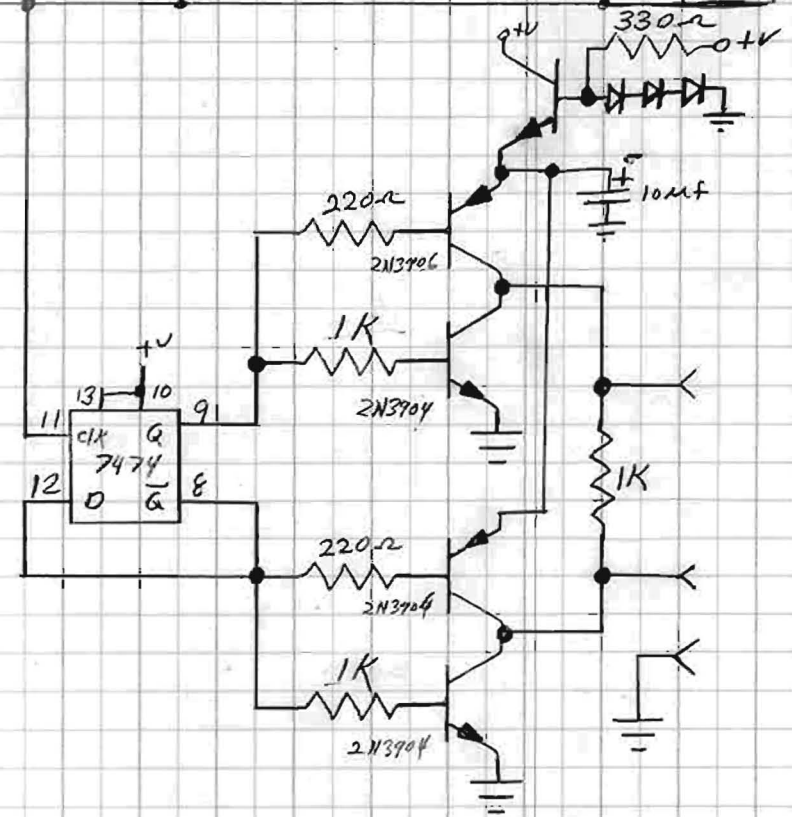 330Ω
+V
+V
+
10µf
220Ω
2N3906
1K
2N3904
+V
13
10
11
9
CLK
Q
7474
12
D
Q̅
8
1K
220Ω
2N3904
1K
2N3904